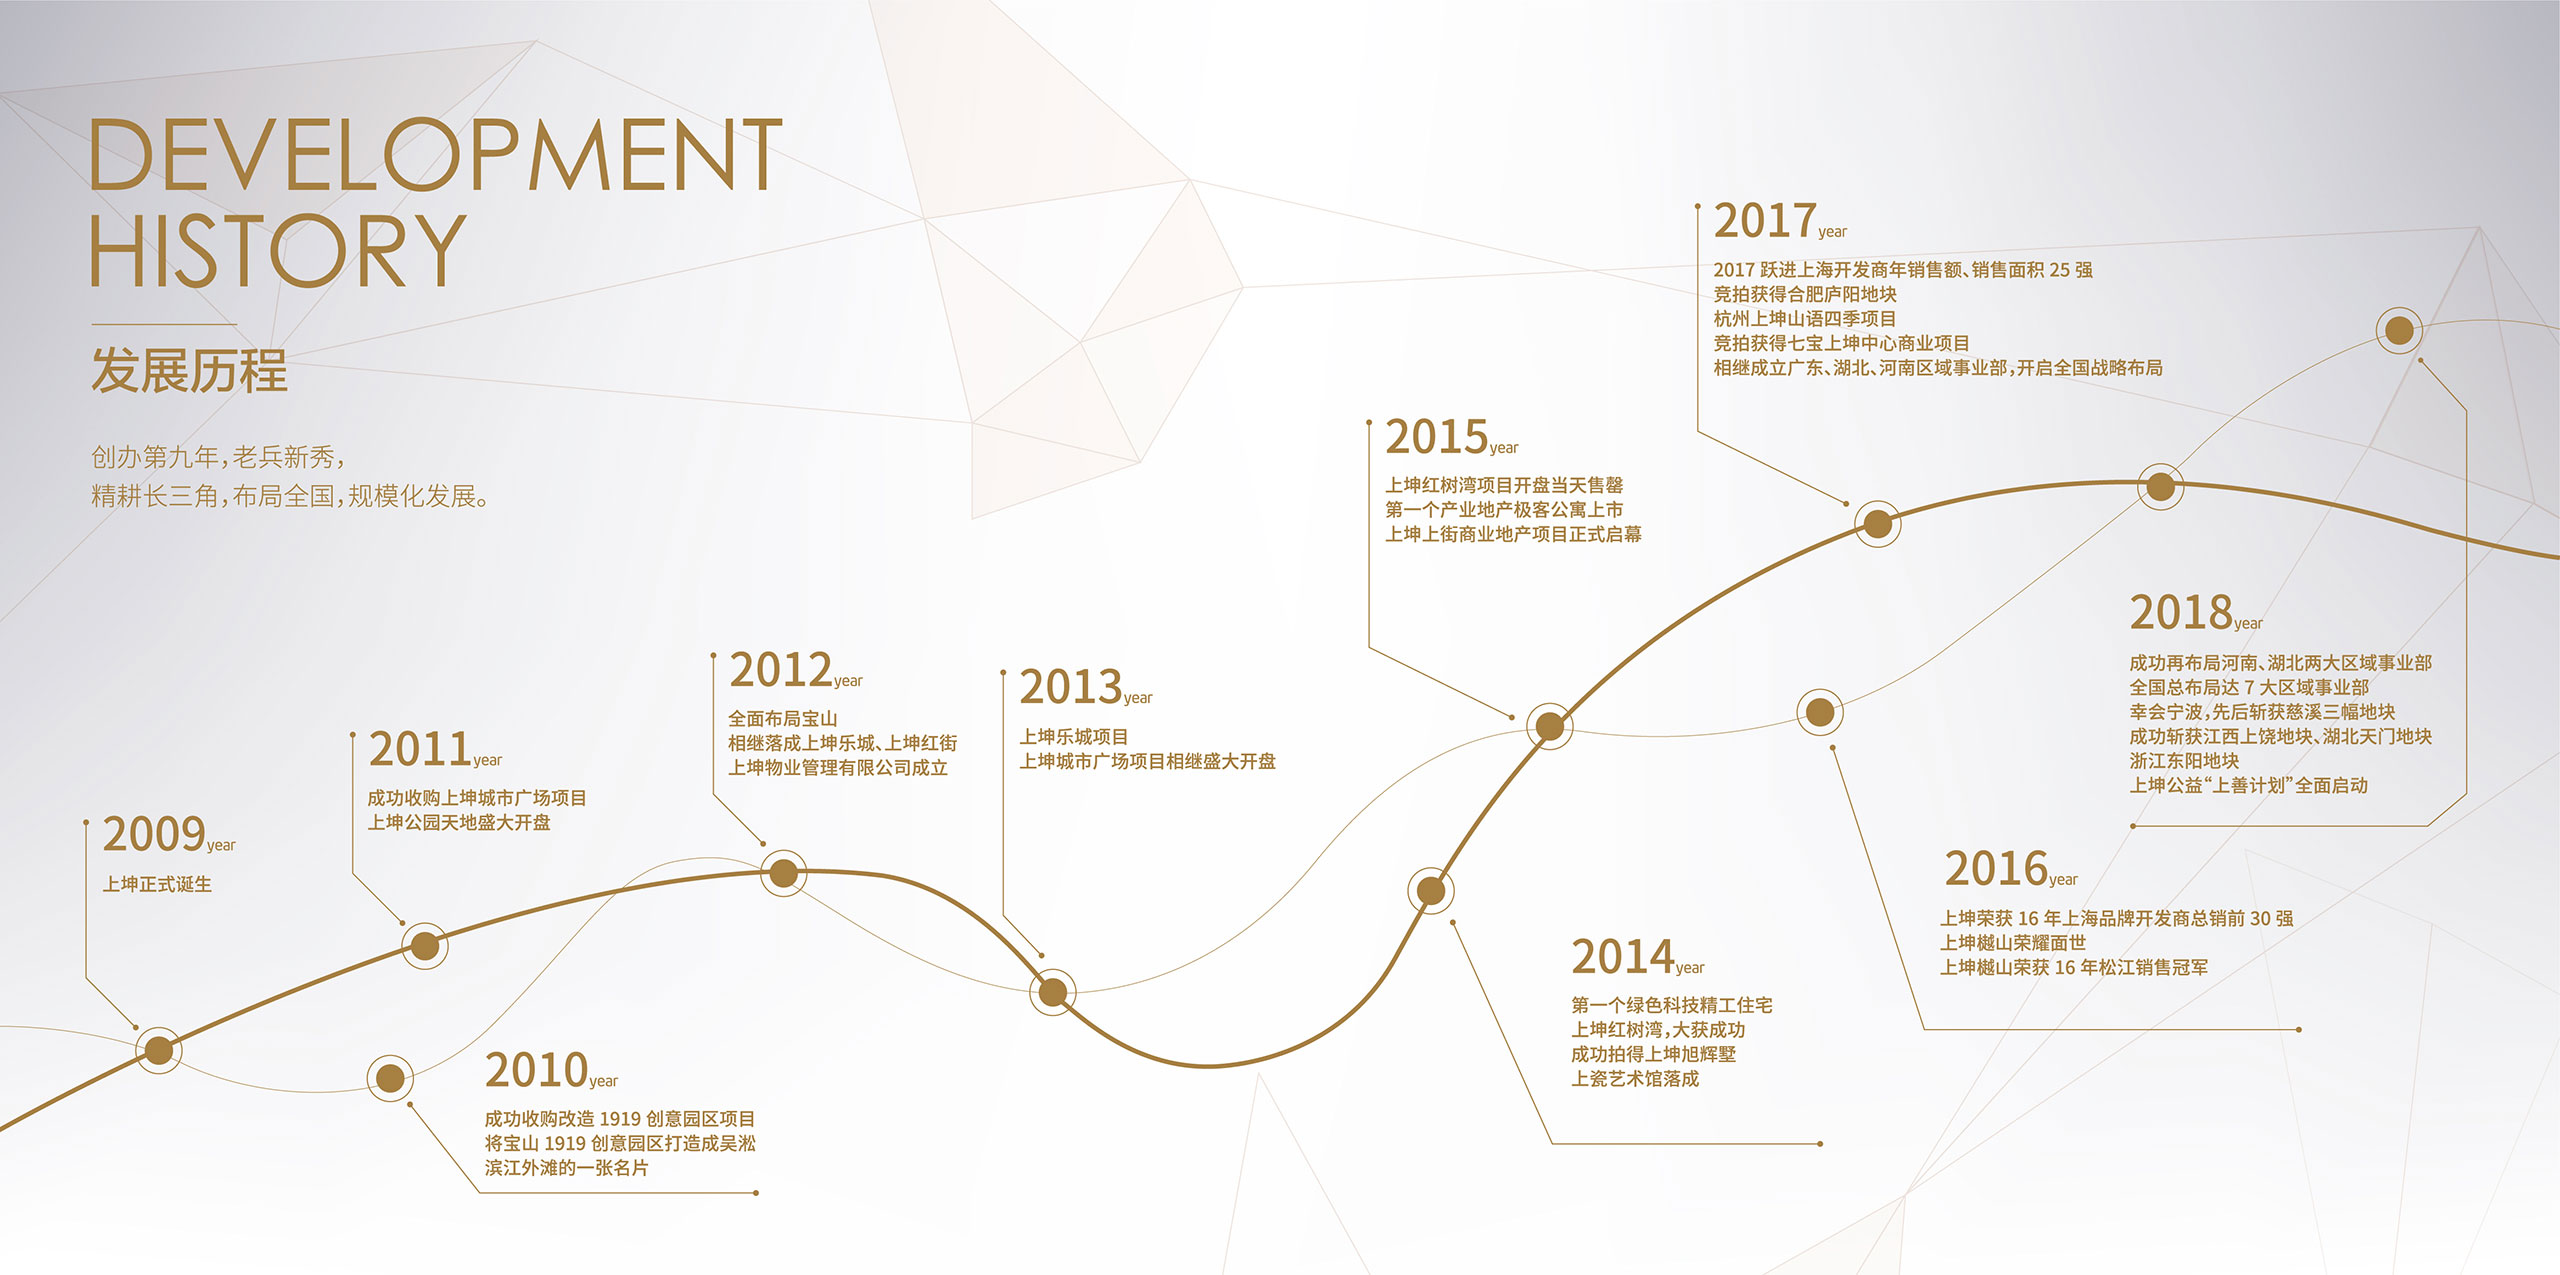 DEVELOPMENT
HISTORY
发展历程
创办第九年，老兵新秀，
精耕长三角，布局全国，规模化发展。
2009year
上坤正式诞生
2010year
成功收购改造 1919 创意园区项目
将宝山 1919 创意园区打造成吴淞
滨江外滩的一张名片
2011year
成功收购上坤城市广场项目
上坤公园天地盛大开盘
2012year
全面布局宝山
相继落成上坤乐城、上坤红街
上坤物业管理有限公司成立
2013year
上坤乐城项目
上坤城市广场项目相继盛大开盘
2014year
第一个绿色科技精工住宅
上坤红树湾，大获成功
成功拍得上坤旭辉墅
上瓷艺术馆落成
2015year
上坤红树湾项目开盘当天售罄
第一个产业地产极客公寓上市
上坤上街商业地产项目正式启幕
2016year
上坤荣获 16 年上海品牌开发商总销前 30 强
上坤樾山荣耀面世
上坤樾山荣获 16 年松江销售冠军
2017year
2017 跃进上海开发商年销售额、销售面积 25 强
竞拍获得合肥庐阳地块
杭州上坤山语四季项目
竞拍获得七宝上坤中心商业项目
相继成立广东、湖北、河南区域事业部，开启全国战略布局
2018year
成功再布局河南、湖北两大区域事业部
全国总布局达 7 大区域事业部
幸会宁波，先后斩获慈溪三幅地块
成功斩获江西上饶地块、湖北天门地块
浙江东阳地块
上坤公益“上善计划”全面启动